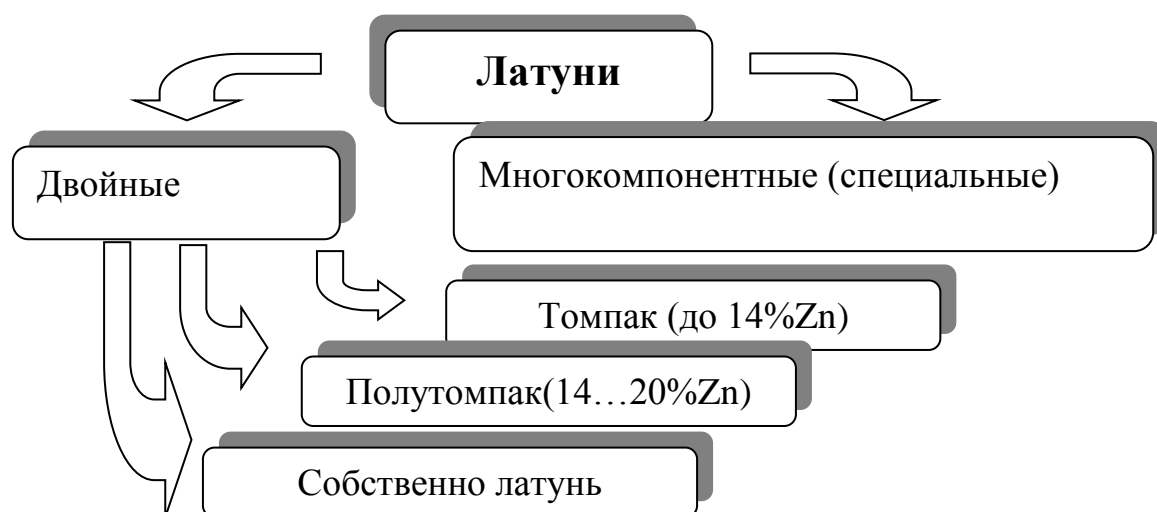 Латуни
Двойные
Многокомпонентные (специальные)
Томпак (до 14%Zn)
Полутомпак(14…20%Zn)
Собственно латунь